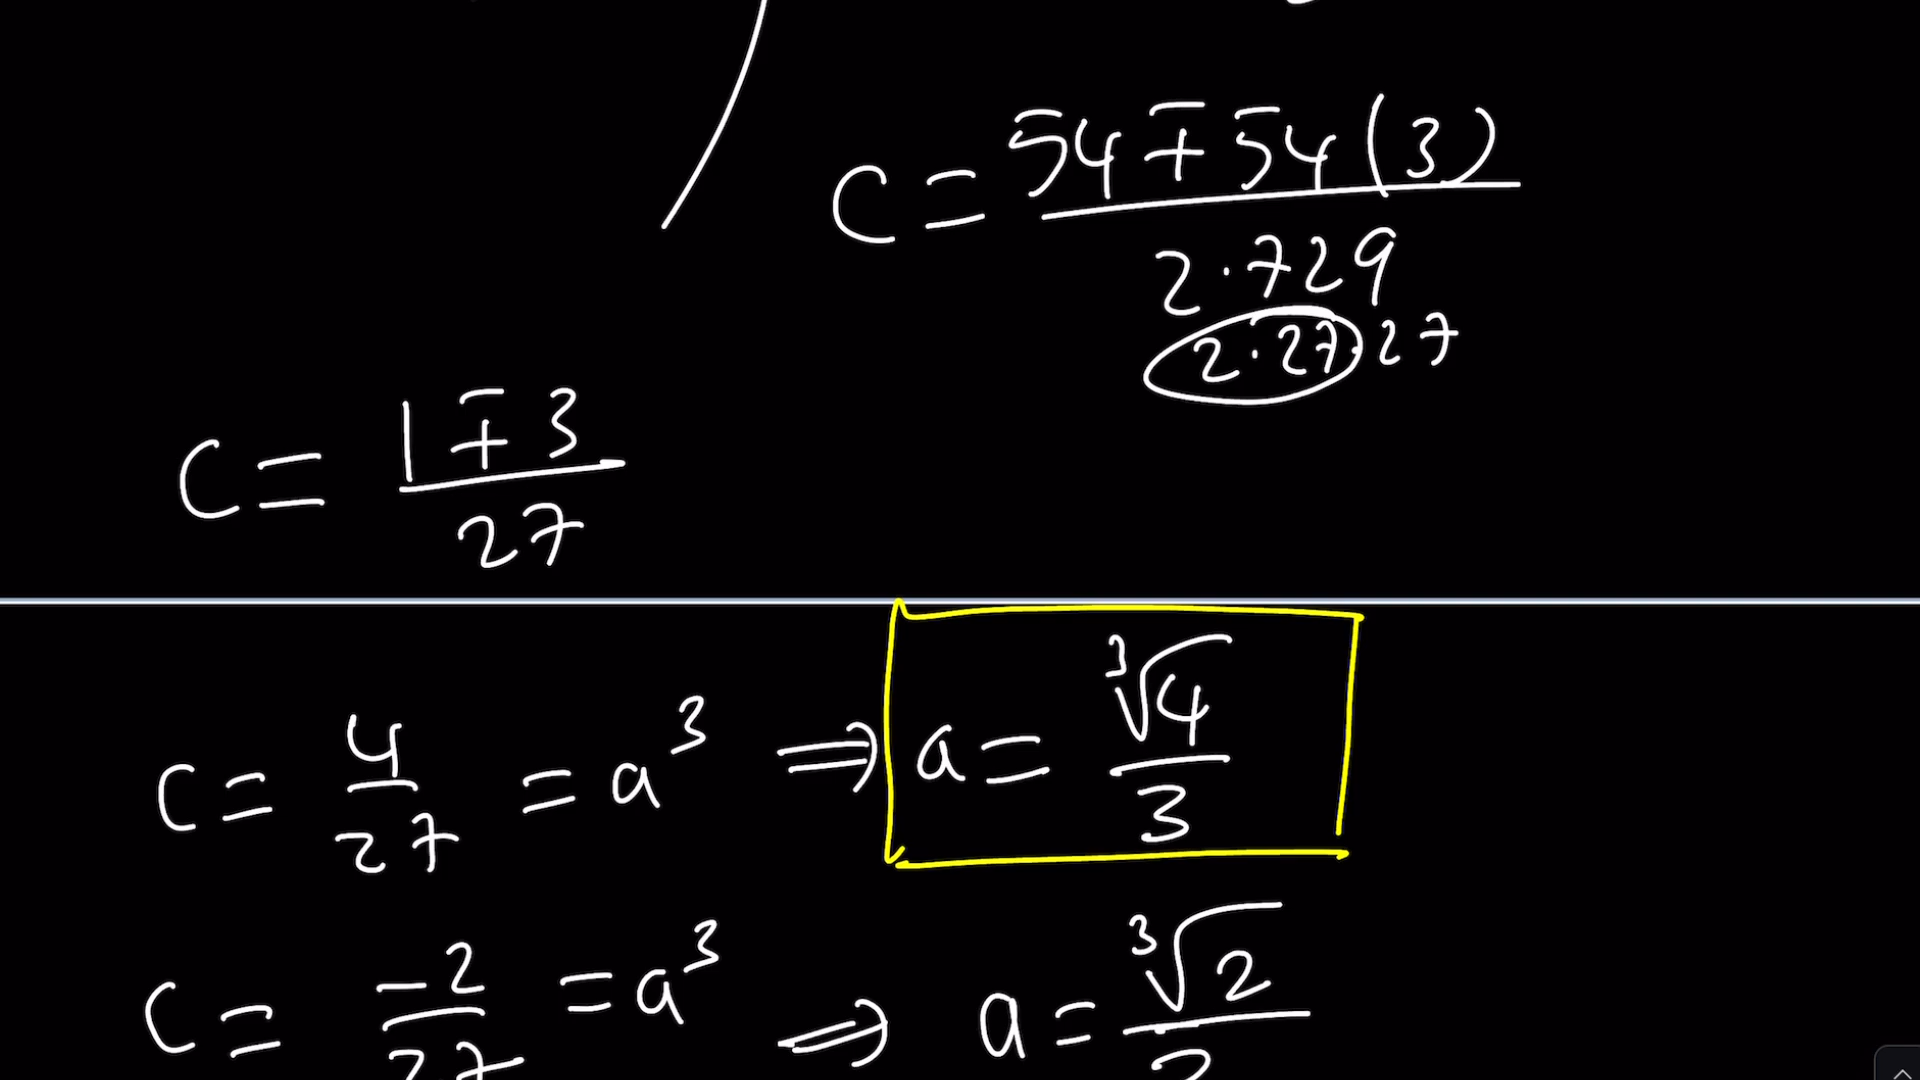 c = 54 ∓ 54(3)
2·729
2·27·27
c = 1 ∓ 3
27
c = 4/27 = a³ ⇒ a = ∛4/3
c = -2/27 = a³ ⇒ a = ∛2